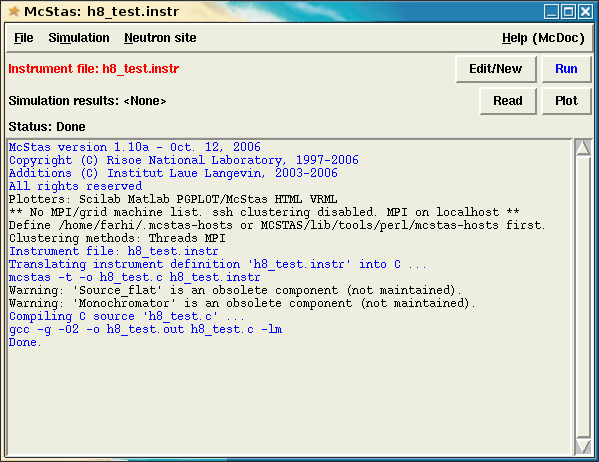 McStas: h8_test.instr
File Simulation Neutron site Help (McDoc)
Instrument file: h8_test.instr Edit/New Run
Simulation results: <None> Read Plot
Status: Done
McStas version 1.10a - Oct. 12, 2006
Copyright (C) Risoe National Laboratory, 1997-2006
Additions (C) Institut Laue Langevin, 2003-2006
All rights reserved
Plotters: Scilab Matlab PGPLOT/McStas HTML VRML
** No MPI/grid machine list. ssh clustering disabled. MPI on localhost **
Define /home/farhi/.mcstas-hosts or MCSTAS/lib/tools/perl/mcstas-hosts first.
Clustering methods: Threads MPI
Instrument file: h8_test.instr
Translating instrument definition 'h8_test.instr' into C ...
mcstas -t -o h8_test.c h8_test.instr
Warning: 'Source_flat' is an obsolete component (not maintained).
Warning: 'Monochromator' is an obsolete component (not maintained).
Compiling C source 'h8_test.c' ...
gcc -g -O2 -o h8_test.out h8_test.c -lm
Done.